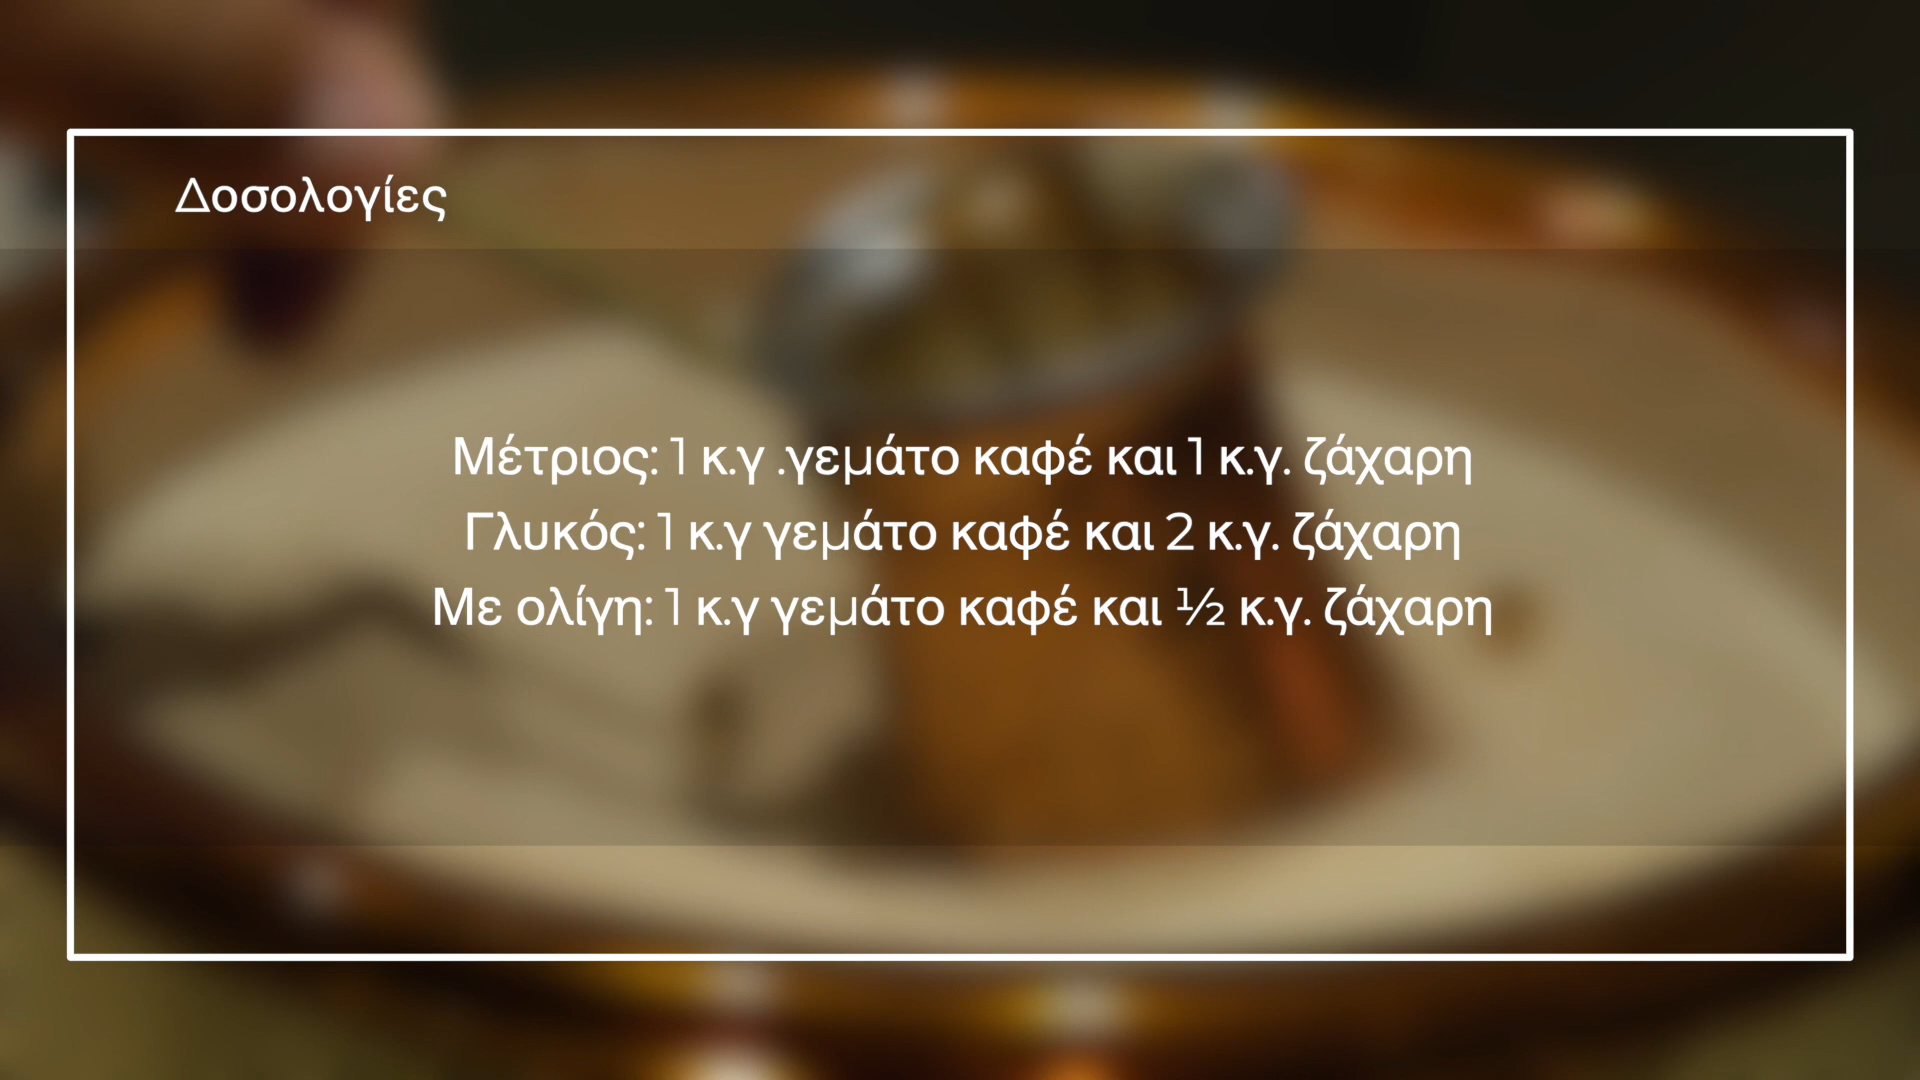 Δοσολογίες
Μέτριος: 1 κ.γ .γεμάτο καφέ και 1 κ.γ. ζάχαρη
Γλυκός: 1 κ.γ γεμάτο καφέ και 2 κ.γ. ζάχαρη
Με ολίγη: 1 κ.γ γεμάτο καφέ και ½ κ.γ. ζάχαρη